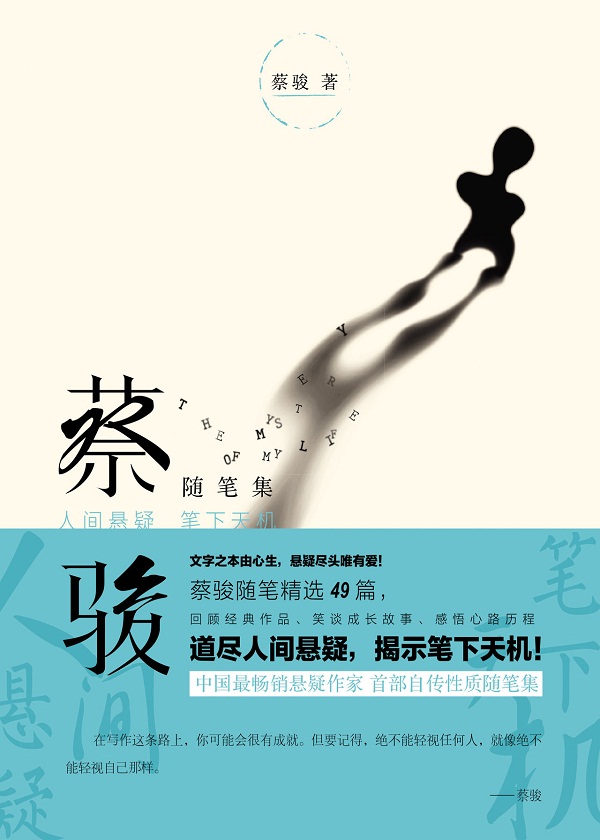 蔡骏 著
蔡
THE MYSTERY
OF MY LIFE
随笔集
人间悬疑 笔下天机
骏
文字之本由心生，悬疑尽头唯有爱！
蔡骏随笔精选 49 篇，
回顾经典作品、笑谈成长故事、感悟心路历程
道尽人间悬疑，揭示笔下天机！
中国最畅销悬疑作家 首部自传性质随笔集
人间
悬疑
笔下
天机
在写作这条路上，你可能会很有成就。但要记得，绝不能轻视任何人，就像绝不
能轻视自己那样。
—— 蔡骏